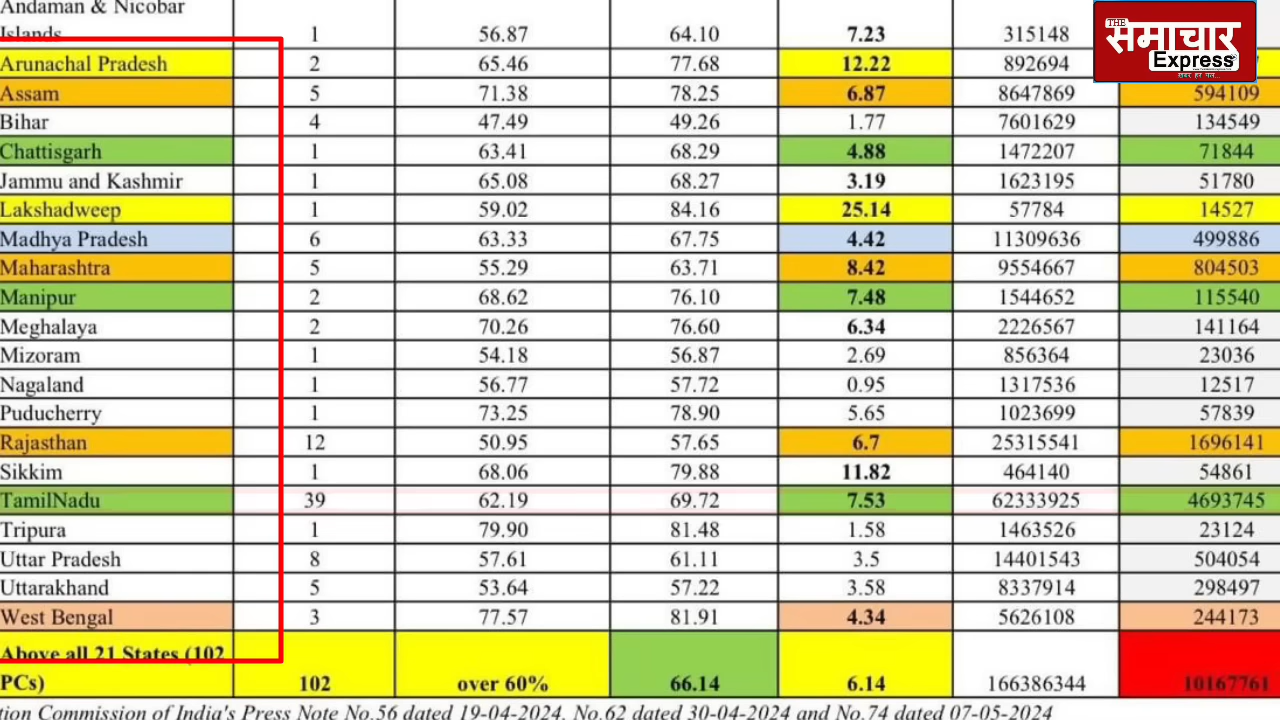 Andaman & Nicobar
Islands 1 56.87 64.10 7.23 315148
THE
समाचार
Express
ख़बर हर पल...
Arunachal Pradesh 2 65.46 77.68 12.22 892694
Assam 5 71.38 78.25 6.87 8647869 594109
Bihar 4 47.49 49.26 1.77 7601629 134549
Chattisgarh 1 63.41 68.29 4.88 1472207 71844
Jammu and Kashmir 1 65.08 68.27 3.19 1623195 51780
Lakshadweep 1 59.02 84.16 25.14 57784 14527
Madhya Pradesh 6 63.33 67.75 4.42 11309636 499886
Maharashtra 5 55.29 63.71 8.42 9554667 804503
Manipur 2 68.62 76.10 7.48 1544652 115540
Meghalaya 2 70.26 76.60 6.34 2226567 141164
Mizoram 1 54.18 56.87 2.69 856364 23036
Nagaland 1 56.77 57.72 0.95 1317536 12517
Puducherry 1 73.25 78.90 5.65 1023699 57839
Rajasthan 12 50.95 57.65 6.7 25315541 1696141
Sikkim 1 68.06 79.88 11.82 464140 54861
TamilNadu 39 62.19 69.72 7.53 62333925 4693745
Tripura 1 79.90 81.48 1.58 1463526 23124
Uttar Pradesh 8 57.61 61.11 3.5 14401543 504054
Uttarakhand 5 53.64 57.22 3.58 8337914 298497
West Bengal 3 77.57 81.91 4.34 5626108 244173
Above all 21 States (102
PCs) 102 over 60% 66.14 6.14 166386344 10167761
tion Commission of India's Press Note No.56 dated 19-04-2024, No.62 dated 30-04-2024 and No.74 dated 07-05-2024